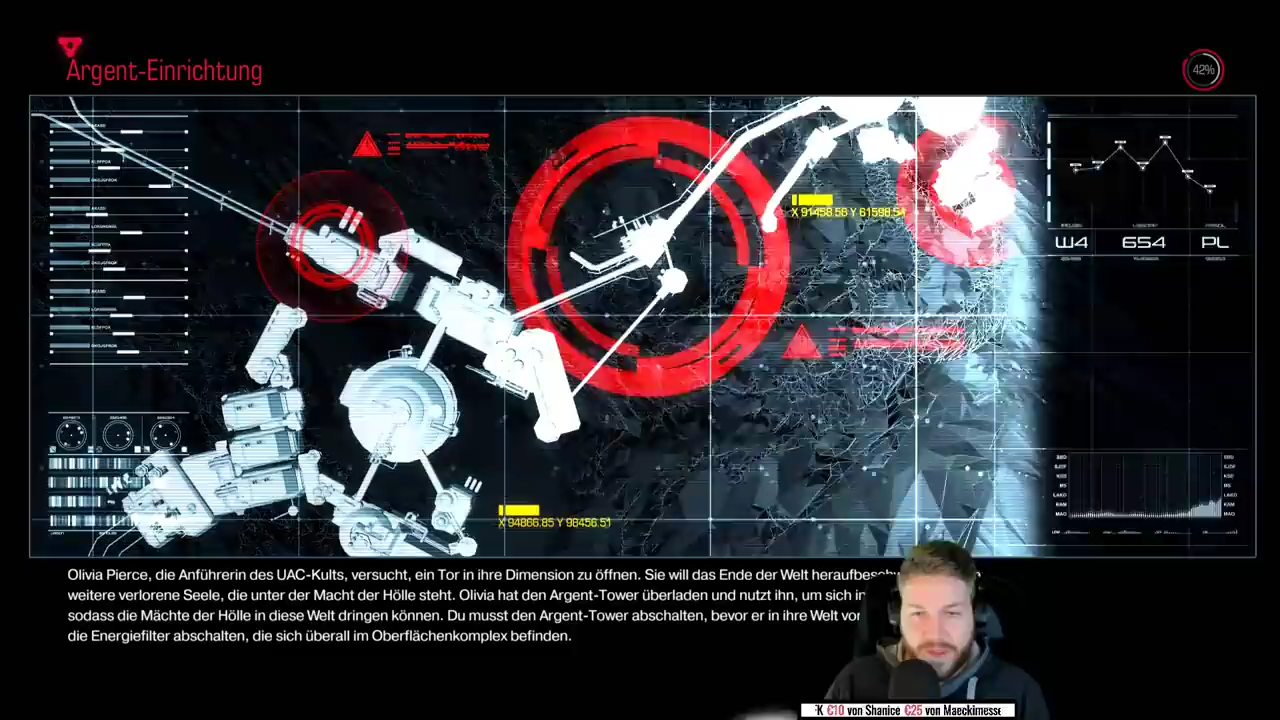 Argent-Einrichtung
42%
X 91458.56 Y 61598.54
W4 654 PL
X 94866.85 Y 98456.51
Olivia Pierce, die Anführerin des UAC-Kults, versucht, ein Tor in ihre Dimension zu öffnen. Sie will das Ende der Welt
weitere verlorene Seele, die unter der Macht der Hölle steht. Olivia hat den Argent-Tower überladen und nutzt ihn, um sich in
sodass die Mächte der Hölle in diese Welt dringen können. Du musst den Argent-Tower abschalten, bevor er in ihre Welt
die Energiefilter abschalten, die sich überall im Oberflächenkomplex befinden.
€10 von Shanice €25 von Maeckimesse